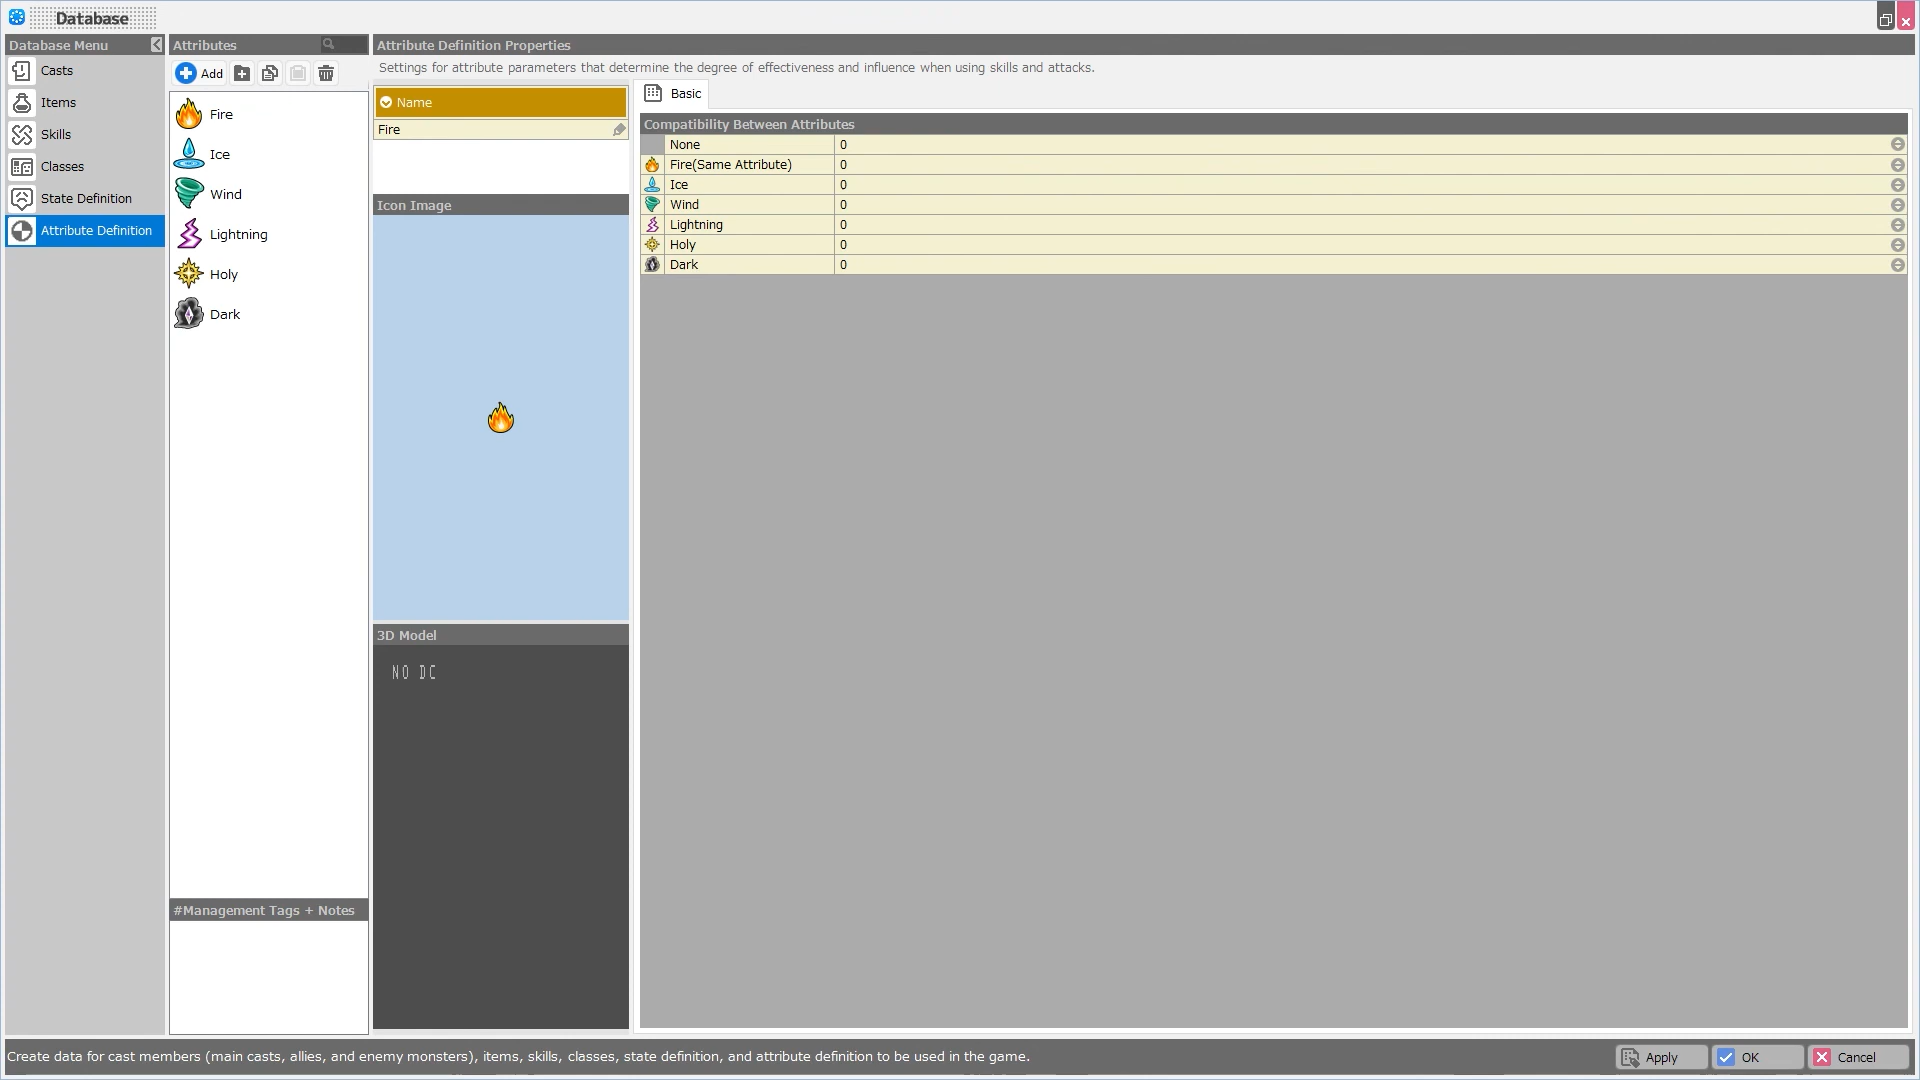 Database
Database Menu
Casts
Items
Skills
Classes
State Definition
Attribute Definition
Attributes
Add
Fire
Ice
Wind
Lightning
Holy
Dark
#Management Tags + Notes
Attribute Definition Properties
Settings for attribute parameters that determine the degree of effectiveness and influence when using skills and attacks.
Name
Fire
Icon Image
3D Model
NO DC
Basic
Compatibility Between Attributes
None 0
Fire(Same Attribute) 0
Ice 0
Wind 0
Lightning 0
Holy 0
Dark 0
Create data for cast members (main casts, allies, and enemy monsters), items, skills, classes, state definition, and attribute definition to be used in the game.
Apply
OK
Cancel